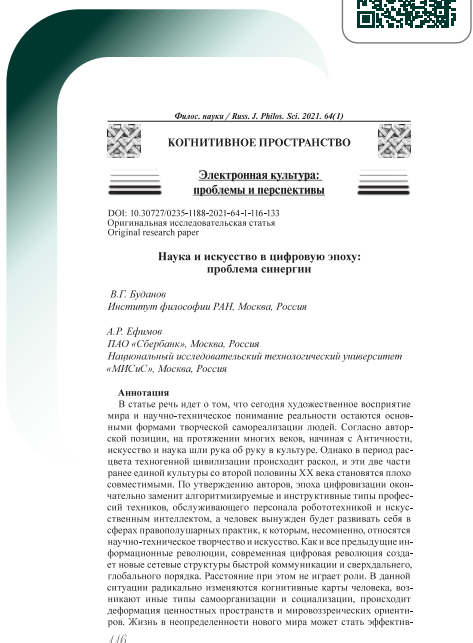 Филос. науки / Russ. J. Philos. Sci. 2021. 64(1)
КОГНИТИВНОЕ ПРОСТРАНСТВО
Электронная культура:
проблемы и перспективы
DOI: 10.30727/0235-1188-2021-64-1-116-133
Оригинальная исследовательская статья
Original research paper
Наука и искусство в цифровую эпоху:
проблема синергии
В.Г. Буданов
Институт философии РАН, Москва, Россия
А.Р. Ефимов
ПАО «Сбербанк», Москва, Россия
Национальный исследовательский технологический университет
«МИСиС», Москва, Россия
Аннотация
В статье речь идет о том, что сегодня художественное восприятие
мира и научно-техническое понимание реальности остаются основ-
ными формами творческой самореализации людей. Согласно автор-
ской позиции, на протяжении многих веков, начиная с Античности,
искусство и наука шли рука об руку в культуре. Однако в период рас-
цвета техногенной цивилизации происходит раскол, и эти две части
ранее единой культуры со второй половины XX века становятся плохо
совместимыми. По утверждению авторов, эпоха цифровизации окон-
чательно заменит алгоритмизируемые и инструктивные типы профес-
сий техников, обслуживающего персонала робототехникой и искус-
ственным интеллектом, а человек вынужден будет развивать себя в
сферах правополушарных практик, к которым, несомненно, относятся
научно-техническое творчество и искусство. Как и все предыдущие ин-
формационные революции, современная цифровая революция созда-
ет новые сетевые структуры быстрой коммуникации и сверхдальнего,
глобального порядка. Расстояние при этом не играет роли. В данной
ситуации радикально изменяются когнитивные карты человека, воз-
никают иные типы самоорганизации и социализации, происходит
деформация ценностных пространств и мировоззренческих ориенти-
ров. Жизнь в неопределенности нового мира может стать эффектив-
116